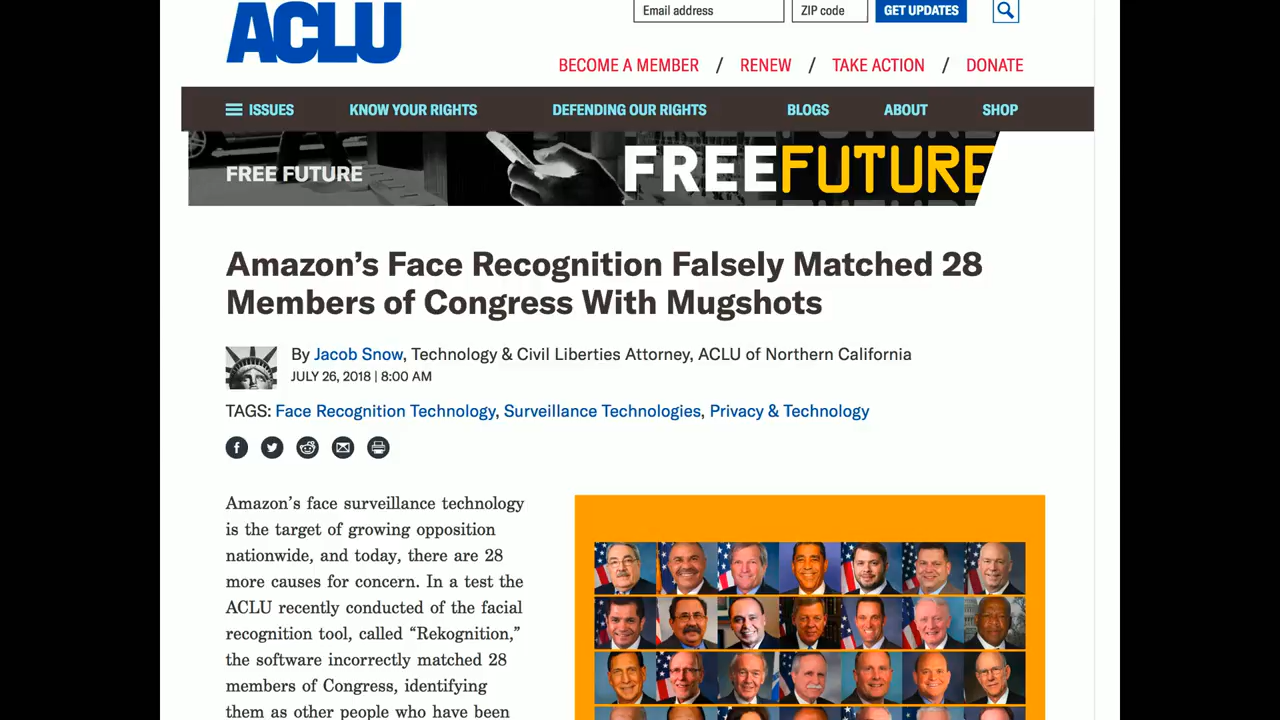 ACLU
Email address
ZIP code
GET UPDATES
BECOME A MEMBER / RENEW / TAKE ACTION / DONATE
ISSUES
KNOW YOUR RIGHTS
DEFENDING OUR RIGHTS
BLOGS
ABOUT
SHOP
FREE FUTURE
FREEFUTURE
Amazon’s Face Recognition Falsely Matched 28
Members of Congress With Mugshots
By Jacob Snow, Technology & Civil Liberties Attorney, ACLU of Northern California
JULY 26, 2018 | 8:00 AM
TAGS: Face Recognition Technology, Surveillance Technologies, Privacy & Technology
Amazon’s face surveillance technology
is the target of growing opposition
nationwide, and today, there are 28
more causes for concern. In a test the
ACLU recently conducted of the facial
recognition tool, called “Rekognition,”
the software incorrectly matched 28
members of Congress, identifying
them as other people who have been